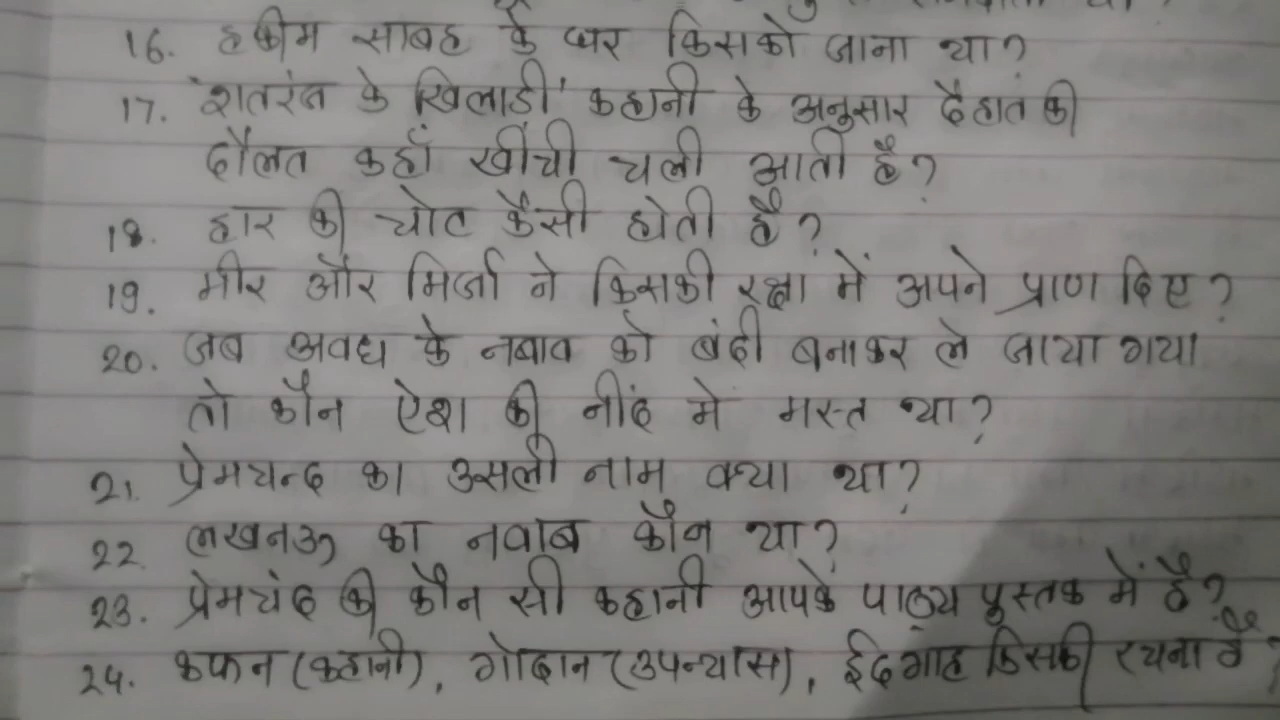 16. हकीम साबह के घर किसको जाना था?
17. 'शतरंज के खिलाडी' कहानी के अनुसार दैहात की
दौलत कहाँ खींची चली आती है?
18. हार की चोट कैसी होती है?
19. मीर और मिर्जा ने किसकी रक्षा में अपने प्राण दिए?
20. जब अवध के नबाव को बंदी बनाकर ले जाया गया
तो कौन ऐश की नींद में मस्त था?
21. प्रेमचन्द का असली नाम क्या था?
22. लखनऊ का नवाब कौन था?
23. प्रेमचंद की कौन सी कहानी आपके पाठ्य पुस्तक में है?
24. कफन (कहानी), गोदान (उपन्यास), ईदगाह किसकी रचना है?